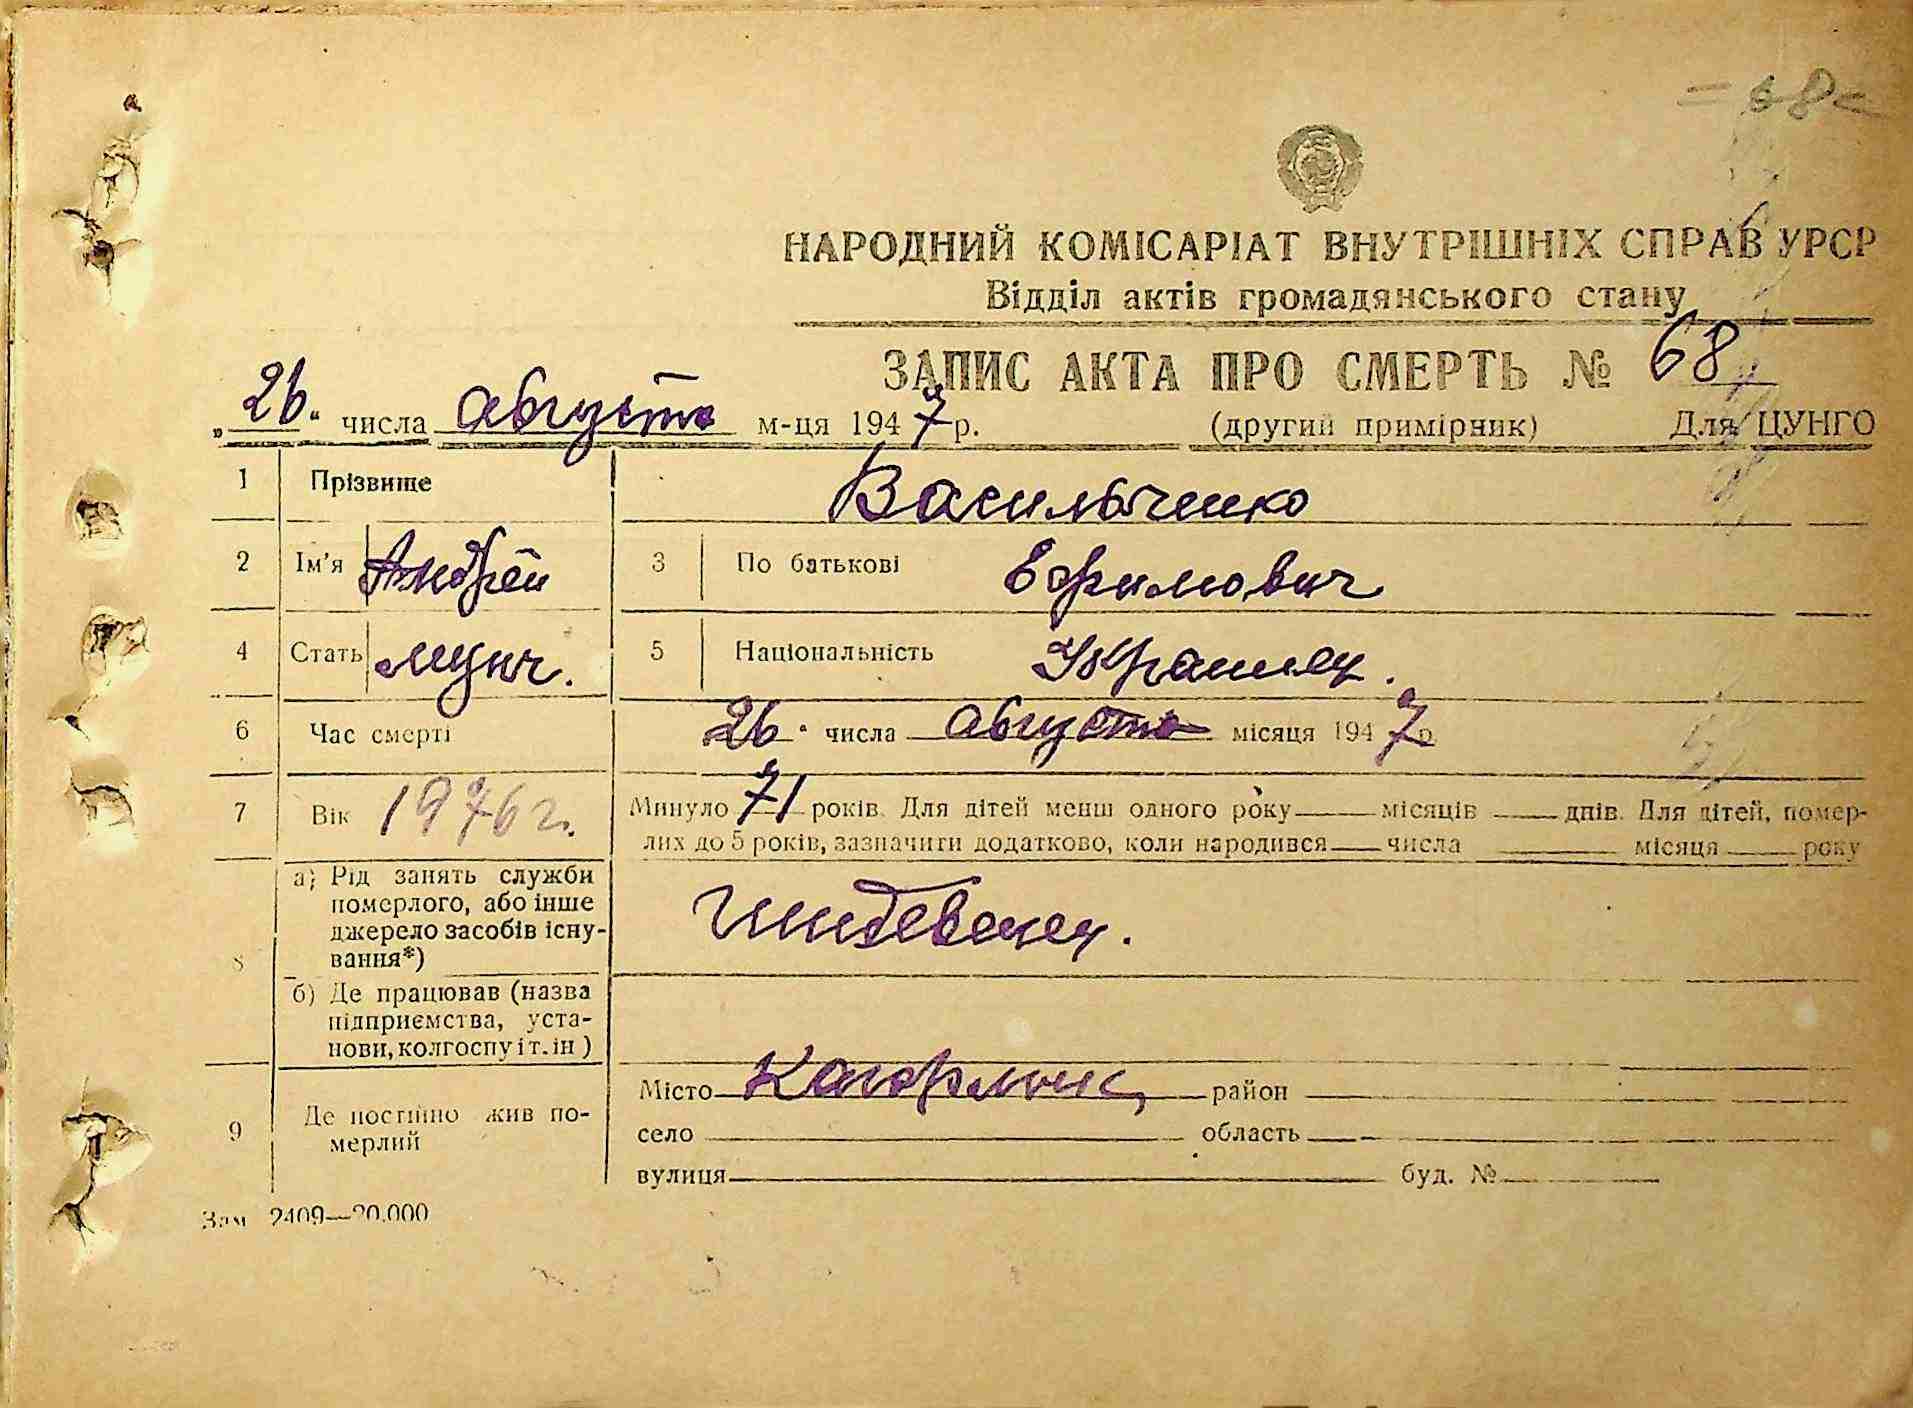 = 68 =
НАРОДНИЙ КОМІСАРІАТ ВНУТРІШНІХ СПРАВ УРСР
Відділ актів громадянського стану
ЗАПИС АКТА ПРО СМЕРТЬ № 68
„26“ числа августа м-ця 1947 р. (другий примірник) Для ЦУНГО
1 Прізвище Васильченко
2 Ім'я Андрей 3 По батькові Ефимович
4 Стать мужч. 5 Національність Украинец.
6 Час смерті 26. числа августа місяця 1947 р.
7 Вік 1976 г. Минуло 71 років. Для дітей менш одного року місяців днів. Для дітей, помер-
лих до 5 років, зазначити додатково, коли народився числа місяця року
8 а) Рід занять служби
померлого, або інше
джерело засобів існу-
вання*) Иждевенец.
б) Де працював (назва
підприємства, уста-
нови, колгоспу і т. ін)
9 Де постійно жив по-
мерлий
Місто Кагорлык, район
село область
вулиця буд. №
Зам 2409—20.000